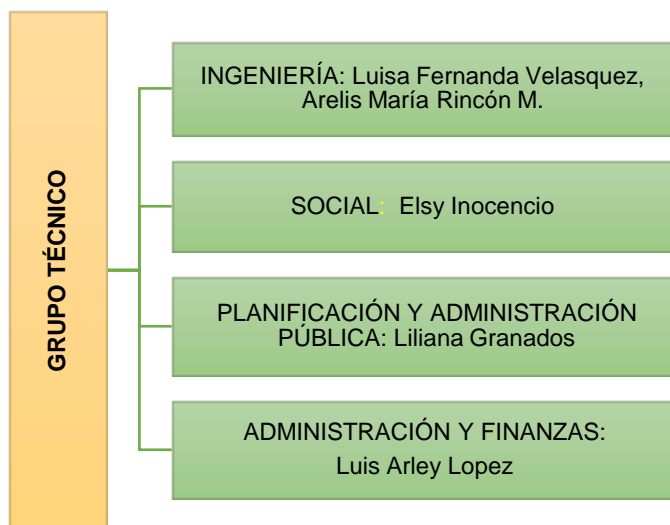 GRUPO TÉCNICO
INGENIERÍA: Luisa Fernanda Velasquez,
Arelis María Rincón M.
SOCIAL: Elsy Inocencio
PLANIFICACIÓN Y ADMINISTRACIÓN
PÚBLICA: Liliana Granados
ADMINISTRACIÓN Y FINANZAS:
Luis Arley Lopez